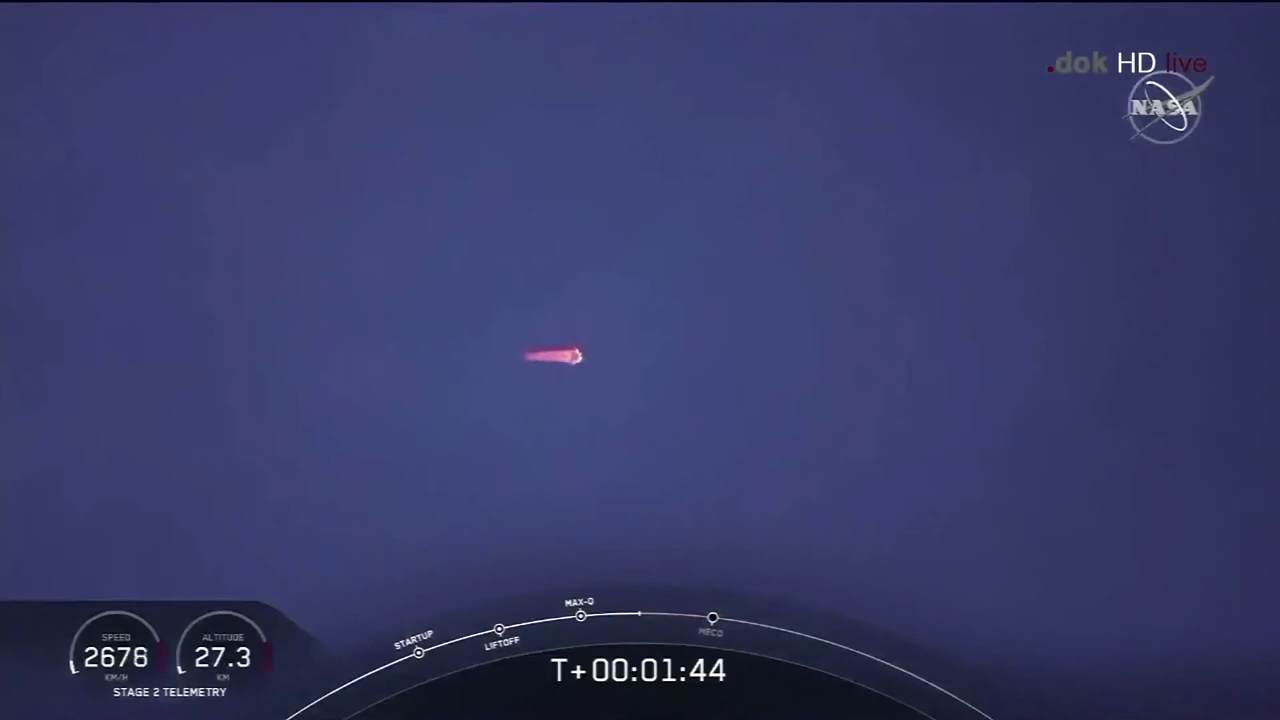 .dok HD live
NASA
STARTUP
LIFTOFF
MAX-Q
MECO
SPEED
2678
KM/H
ALTITUDE
27.3
KM
STAGE 2 TELEMETRY
T+00:01:44